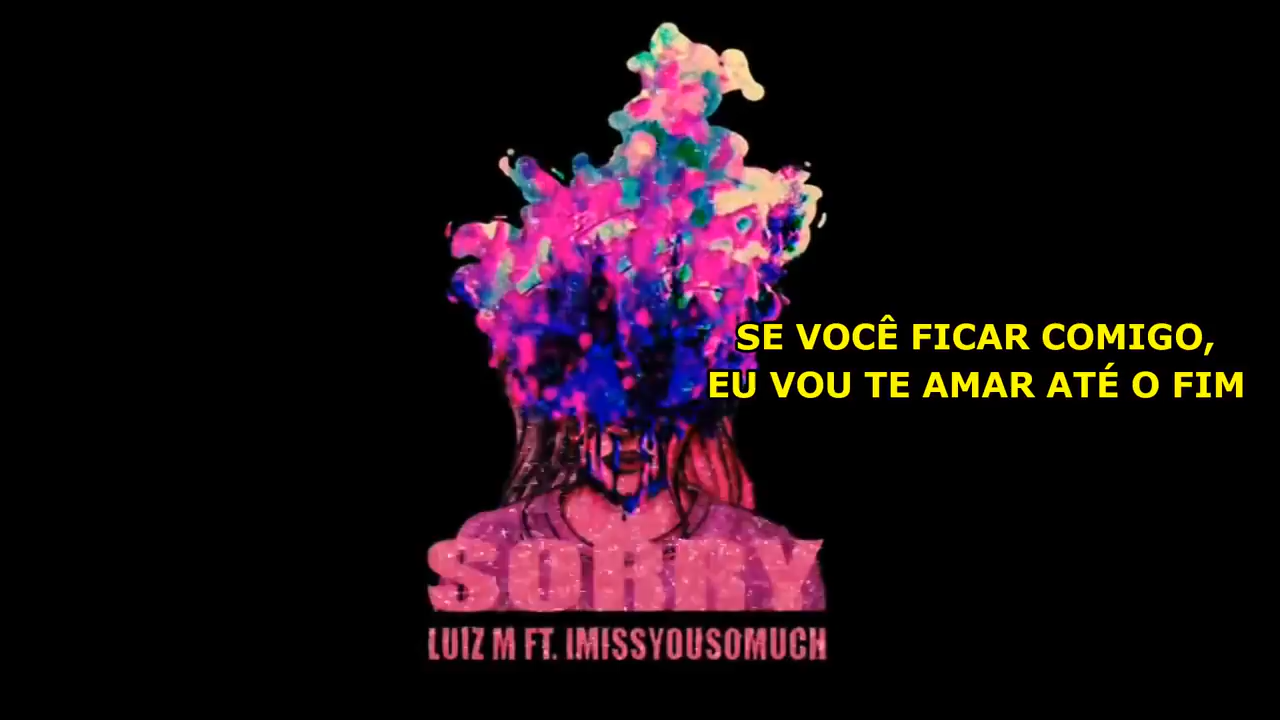 SE VOCÊ FICAR COMIGO,
EU VOU TE AMAR ATÉ O FIM
SORRY
LUIZ M FT. IMISSYOUSOMUCH